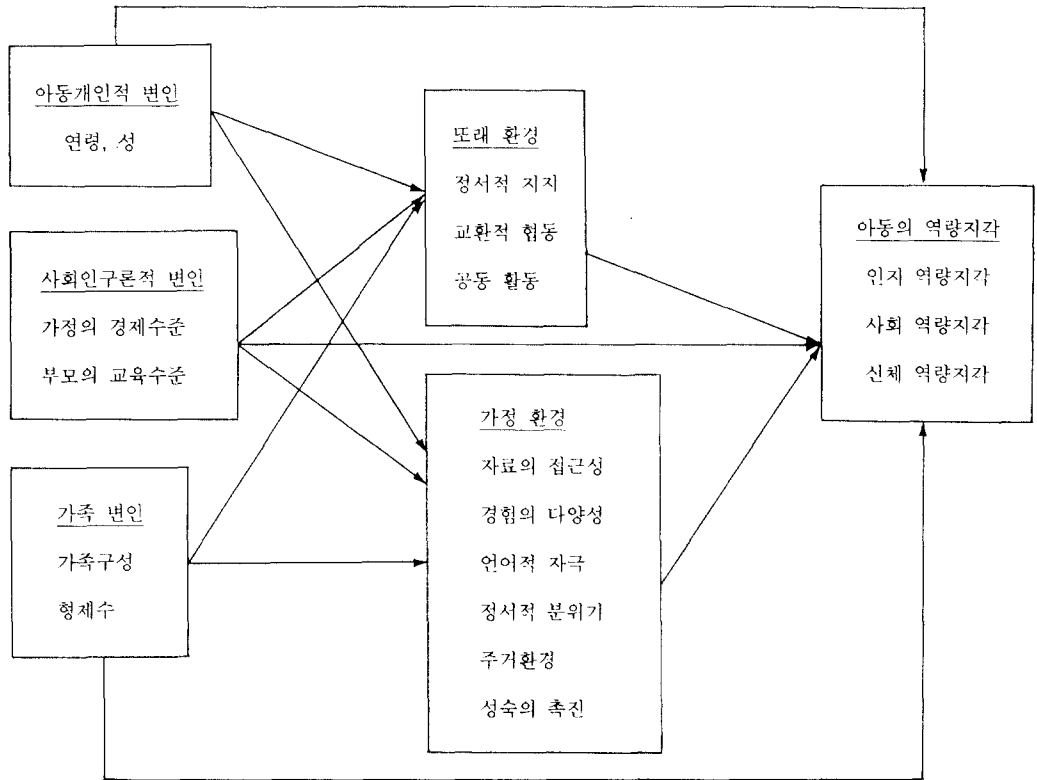 아동개인적 변인
연령, 성
사회인구론적 변인
가정의 경제수준
부모의 교육수준
가족 변인
가족구성
형제수
또래 환경
정서적 지지
교환적 협동
공동 활동
가정 환경
자료의 접근성
경험의 다양성
언어적 자극
정서적 분위기
주거환경
성숙의 촉진
아동의 역량지각
인지 역량지각
사회 역량지각
신체 역량지각